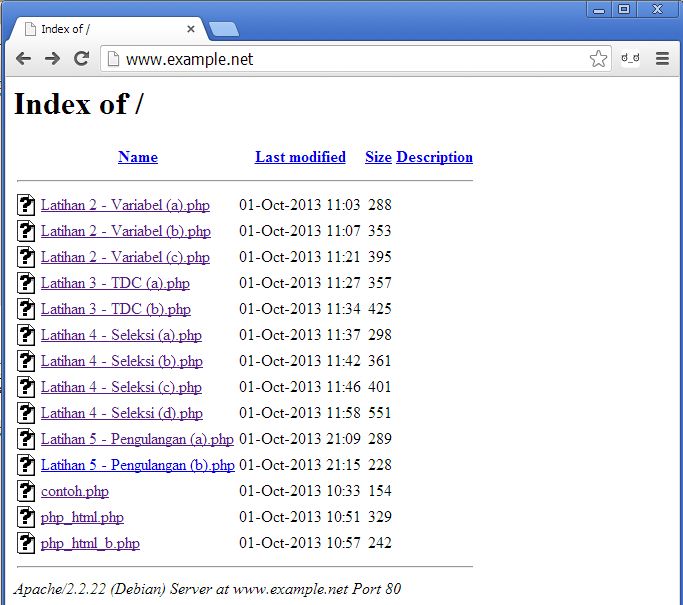 Index of /
www.example.net
ಠ_ಠ
Index of /
Name Last modified Size Description
Latihan 2 - Variabel (a).php 01-Oct-2013 11:03 288
Latihan 2 - Variabel (b).php 01-Oct-2013 11:07 353
Latihan 2 - Variabel (c).php 01-Oct-2013 11:21 395
Latihan 3 - TDC (a).php 01-Oct-2013 11:27 357
Latihan 3 - TDC (b).php 01-Oct-2013 11:34 425
Latihan 4 - Seleksi (a).php 01-Oct-2013 11:37 298
Latihan 4 - Seleksi (b).php 01-Oct-2013 11:42 361
Latihan 4 - Seleksi (c).php 01-Oct-2013 11:46 401
Latihan 4 - Seleksi (d).php 01-Oct-2013 11:58 551
Latihan 5 - Pengulangan (a).php 01-Oct-2013 21:09 289
Latihan 5 - Pengulangan (b).php 01-Oct-2013 21:15 228
contoh.php 01-Oct-2013 10:33 154
php_html.php 01-Oct-2013 10:51 329
php_html_b.php 01-Oct-2013 10:57 242
Apache/2.2.22 (Debian) Server at www.example.net Port 80